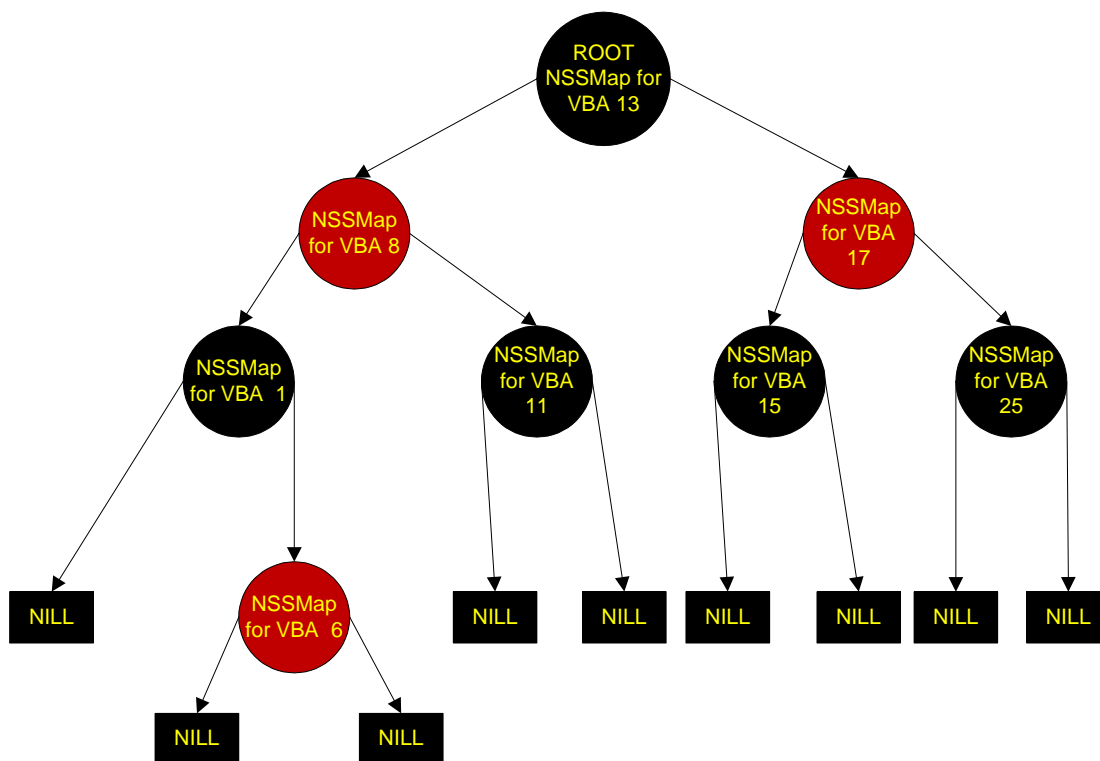 ROOT
NSSMap for
VBA 13
NSSMap
for VBA 8
NSSMap
for VBA
17
NSSMap
for VBA 1
NSSMap
for VBA
11
NSSMap
for VBA
15
NSSMap
for VBA
25
NILL
NSSMap
for VBA 6
NILL
NILL
NILL
NILL
NILL
NILL
NILL
NILL